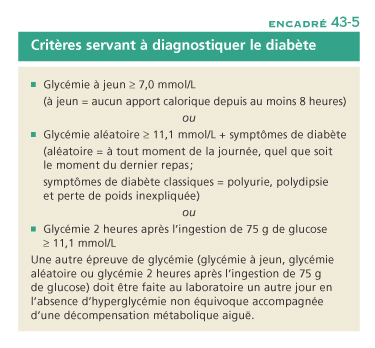 ENCADRÉ 43-5
Critères servant à diagnostiquer le diabète
■ Glycémie à jeun ≥ 7,0 mmol/L
(à jeun = aucun apport calorique depuis au moins 8 heures)
ou
■ Glycémie aléatoire ≥ 11,1 mmol/L + symptômes de diabète
(aléatoire = à tout moment de la journée, quel que soit
le moment du dernier repas;
symptômes de diabète classiques = polyurie, polydipsie
et perte de poids inexpliquée)
ou
■ Glycémie 2 heures après l’ingestion de 75 g de glucose
≥ 11,1 mmol/L
Une autre épreuve de glycémie (glycémie à jeun, glycémie
aléatoire ou glycémie 2 heures après l’ingestion de 75 g
de glucose) doit être faite au laboratoire un autre jour en
l’absence d’hyperglycémie non équivoque accompagnée
d’une décompensation métabolique aiguë.